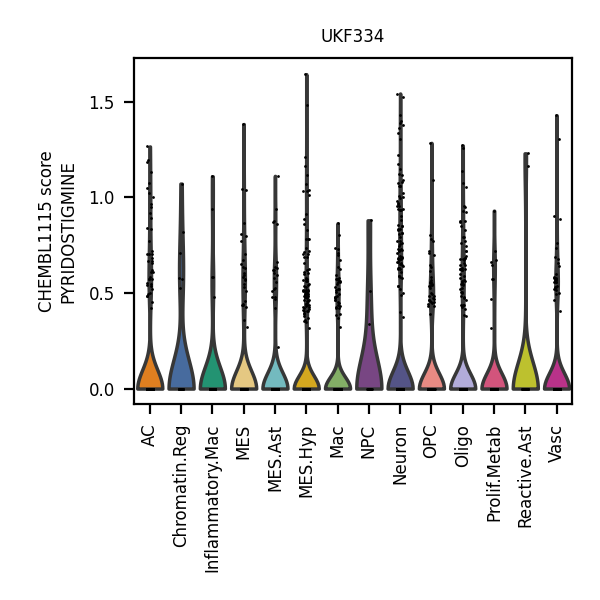 UKF334
CHEMBL1115 score
PYRIDOSTIGMINE
1.5
1.0
0.5
0.0
AC
Chromatin.Reg
Inflammatory.Mac
MES
MES.Ast
MES.Hyp
Mac
NPC
Neuron
OPC
Oligo
Prolif.Metab
Reactive.Ast
Vasc